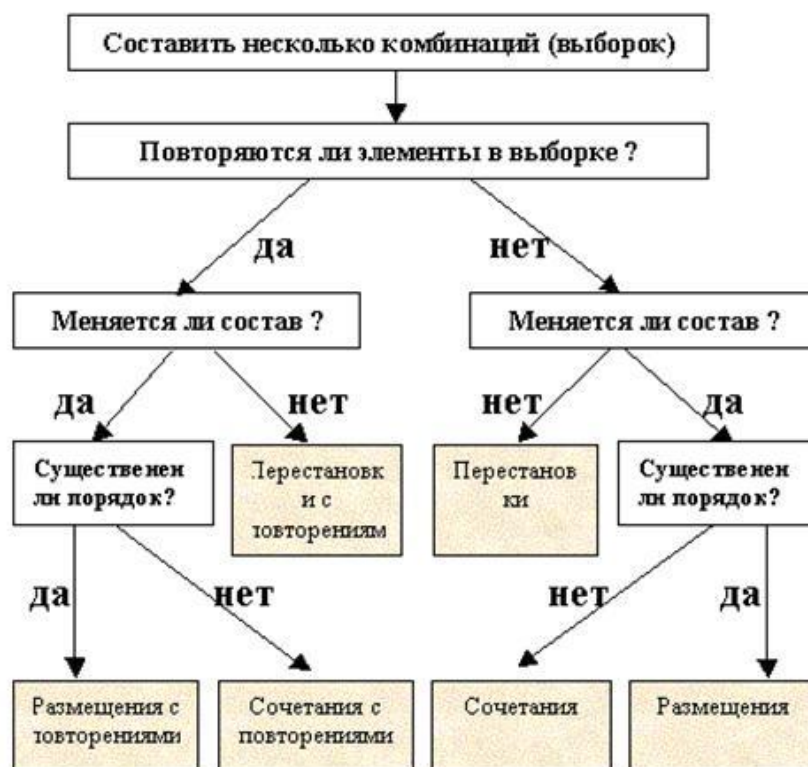 Составить несколько комбинаций (выборок)
Повторяются ли элементы в выборке ?
да
нет
Меняется ли состав ?
Меняется ли состав ?
да
нет
нет
да
Существенен
ли порядок?
Перестановк
и с
повторениям
Перестанов
ки
Существенен
ли порядок?
да
нет
нет
да
Размещения с
повторениями
Сочетания с
повторениями
Сочетания
Размещения